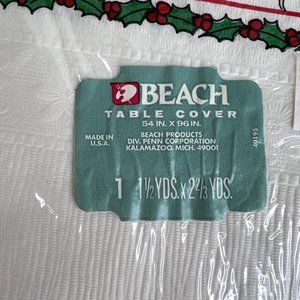 BEACH
TABLE COVER
54 IN. X 96 IN.
MADE IN
U.S.A.
BEACH PRODUCTS
DIV. PENN CORPORATION
KALAMAZOO, MICH. 49001
40195
1 1½ YDS. X 2⅔ YDS.